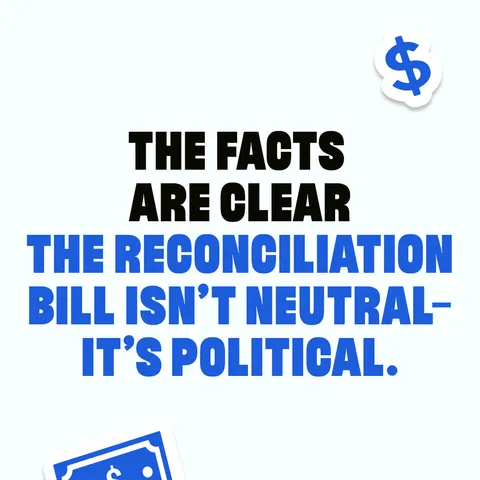 $
THE FACTS
ARE CLEAR
THE RECONCILIATION
BILL ISN’T NEUTRAL–
IT’S POLITICAL.
$